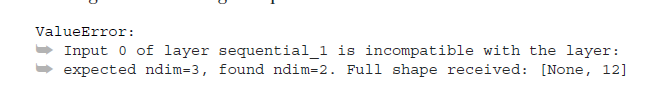 ValueError:
➥ Input 0 of layer sequential_1 is incompatible with the layer:
➥ expected ndim=3, found ndim=2. Full shape received: [None, 12]